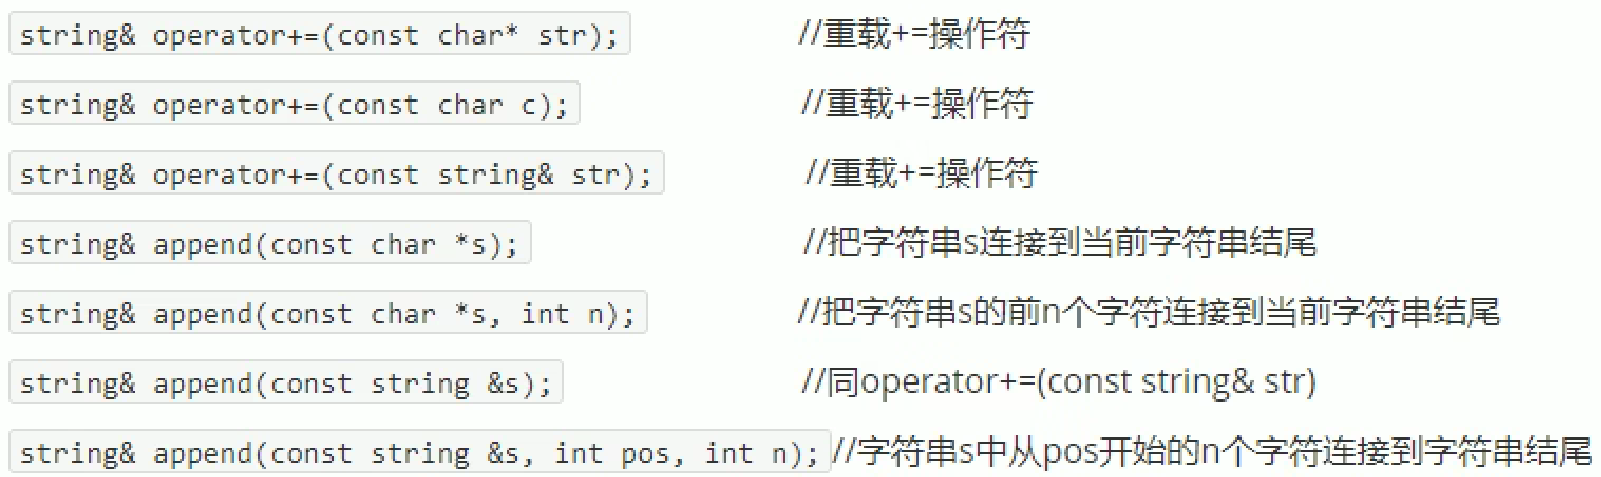 string& operator+=(const char* str); //重载+=操作符
string& operator+=(const char c); //重载+=操作符
string& operator+=(const string& str); //重载+=操作符
string& append(const char *s); //把字符串s连接到当前字符串结尾
string& append(const char *s, int n); //把字符串s的前n个字符连接到当前字符串结尾
string& append(const string &s); //同operator+=(const string& str)
string& append(const string &s, int pos, int n); //字符串s中从pos开始的n个字符连接到字符串结尾